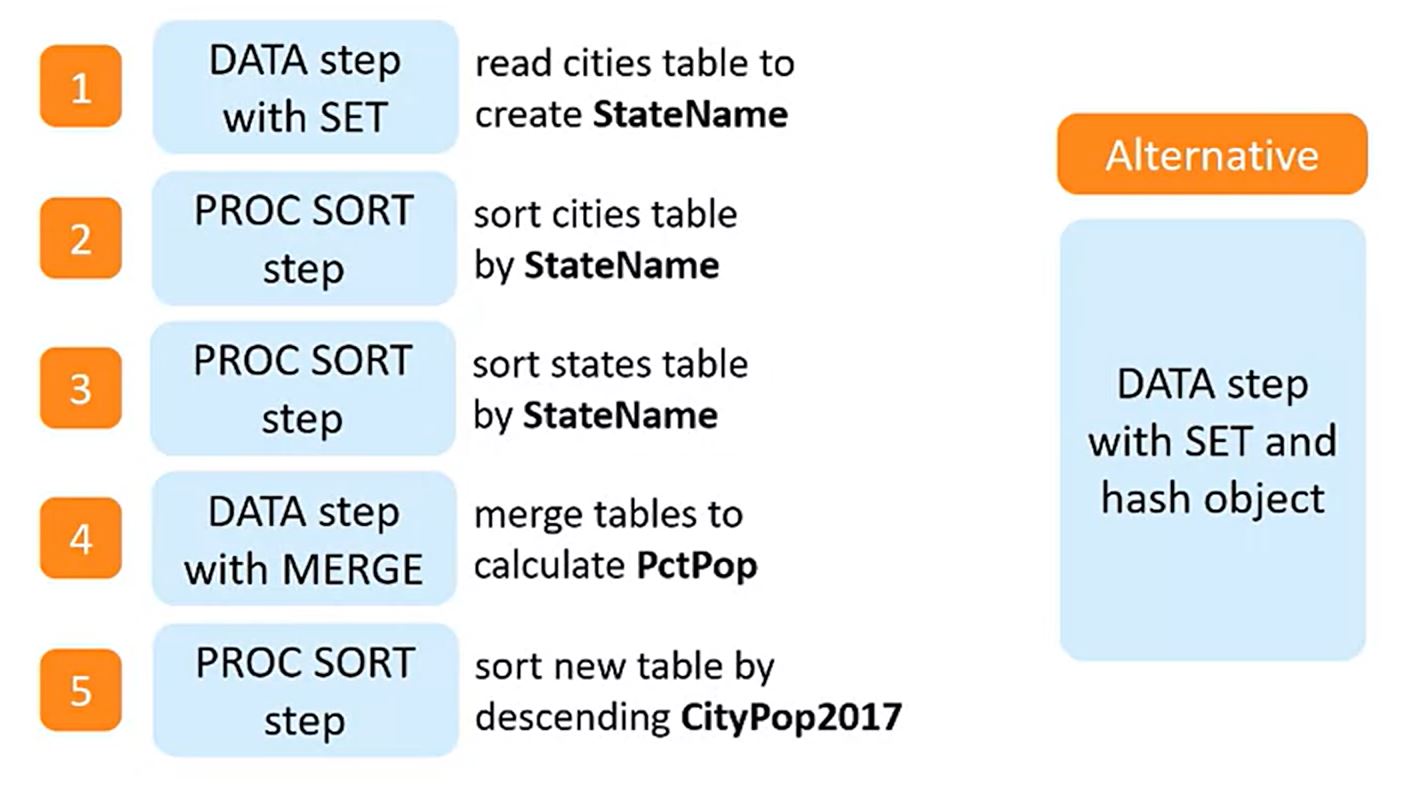 1
DATA step
with SET
read cities table to
create StateName
2
PROC SORT
step
sort cities table
by StateName
3
PROC SORT
step
sort states table
by StateName
4
DATA step
with MERGE
merge tables to
calculate PctPop
5
PROC SORT
step
sort new table by
descending CityPop2017
Alternative
DATA step
with SET and
hash object